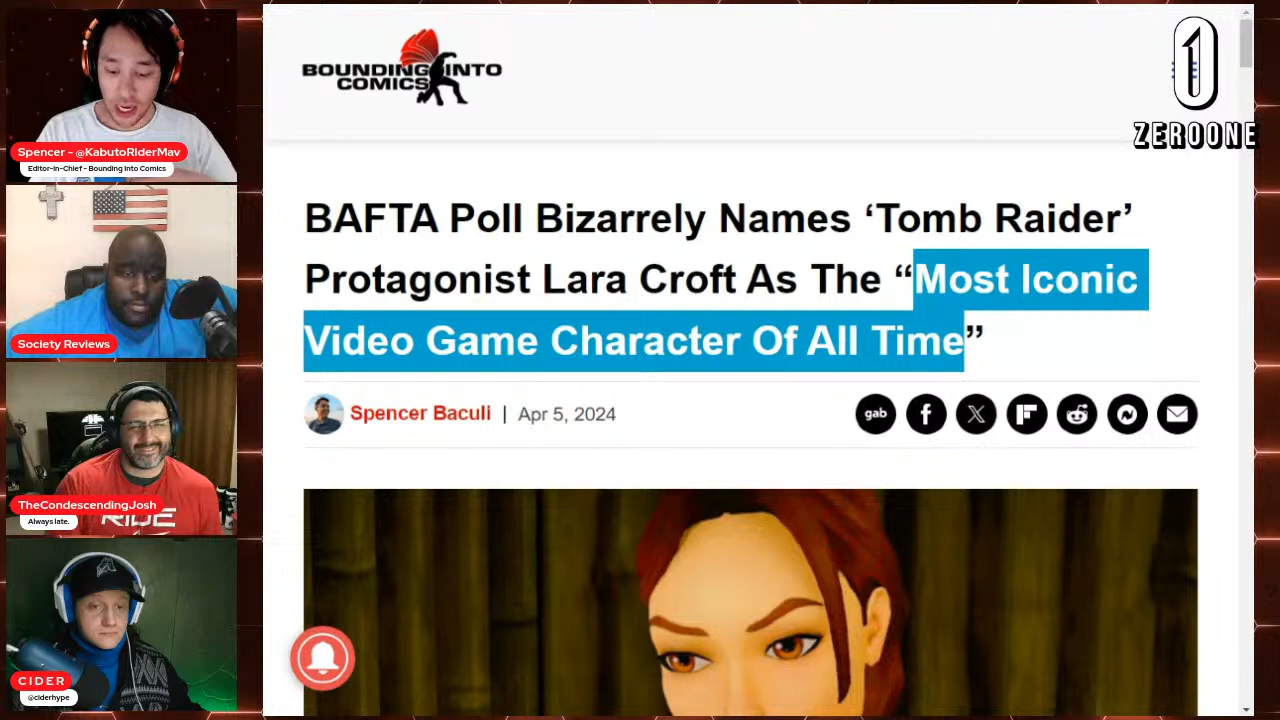 Spencer - @KabutoRiderMav
Editor-in-Chief - Bounding Into Comics
Society Reviews
TheCondescendingJosh
Always late.
RIDE
CIDER
@ciderhype
BOUNDING INTO
COMICS
1
ZEROONE
BAFTA Poll Bizarrely Names ‘Tomb Raider’
Protagonist Lara Croft As The “Most Iconic
Video Game Character Of All Time”
Spencer Baculi | Apr 5, 2024
gab